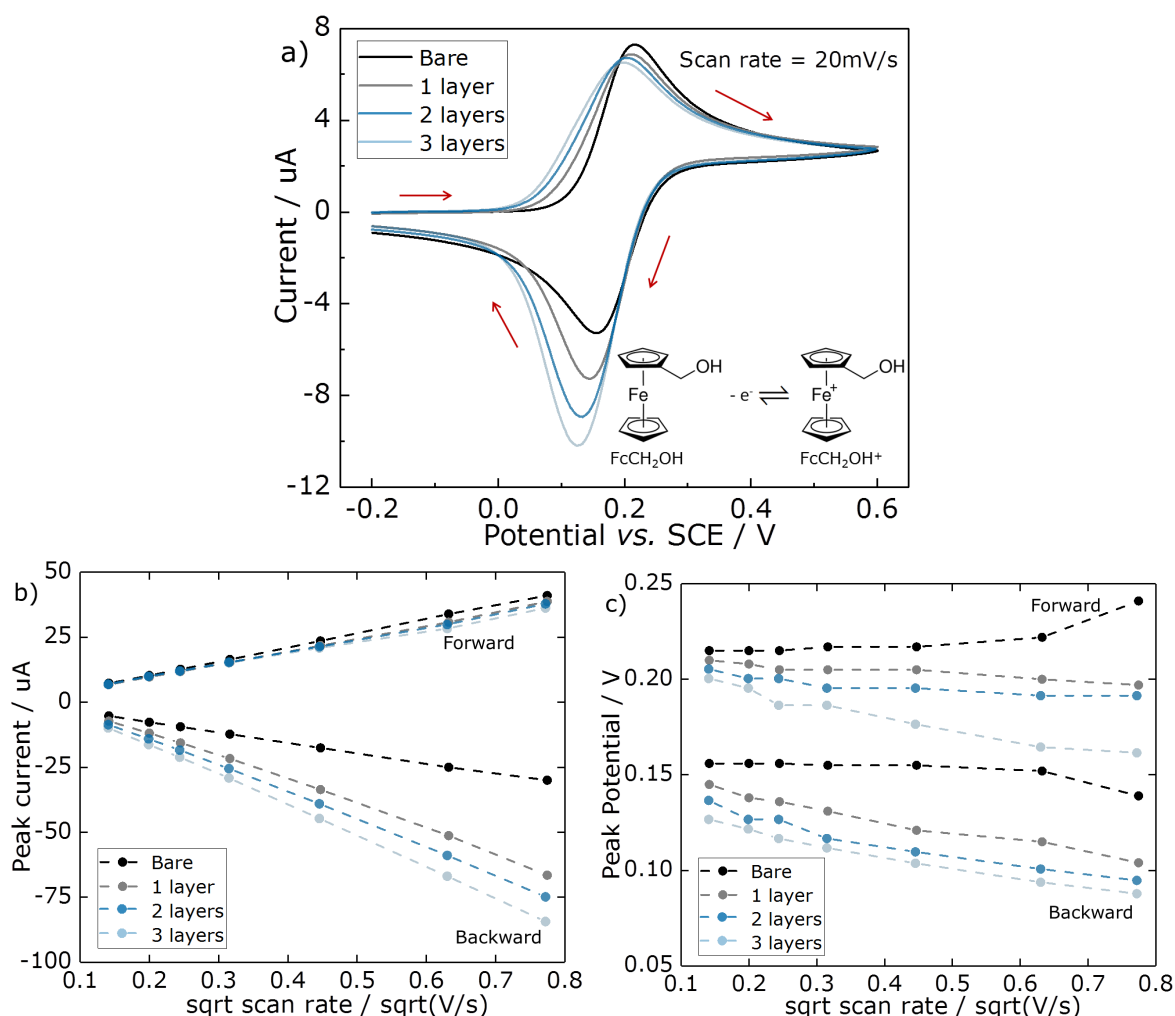 a)
Bare
1 layer
2 layers
3 layers
Scan rate = 20mV/s
8
4
0
-4
-8
-12
Current / uA
-0.2 0.0 0.2 0.4 0.6
Potential vs. SCE / V
OH
Fe
FcCH2OH
- e-
OH
Fe+
FcCH2OH+
b)
50
25
0
-25
-50
-75
-100
Peak current / uA
Forward
Backward
Bare
1 layer
2 layers
3 layers
0.1 0.2 0.3 0.4 0.5 0.6 0.7 0.8
sqrt scan rate / sqrt(V/s)
c)
0.25
0.20
0.15
0.10
0.05
Peak Potential / V
Forward
Backward
Bare
1 layer
2 layers
3 layers
0.1 0.2 0.3 0.4 0.5 0.6 0.7 0.8
sqrt scan rate / sqrt(V/s)